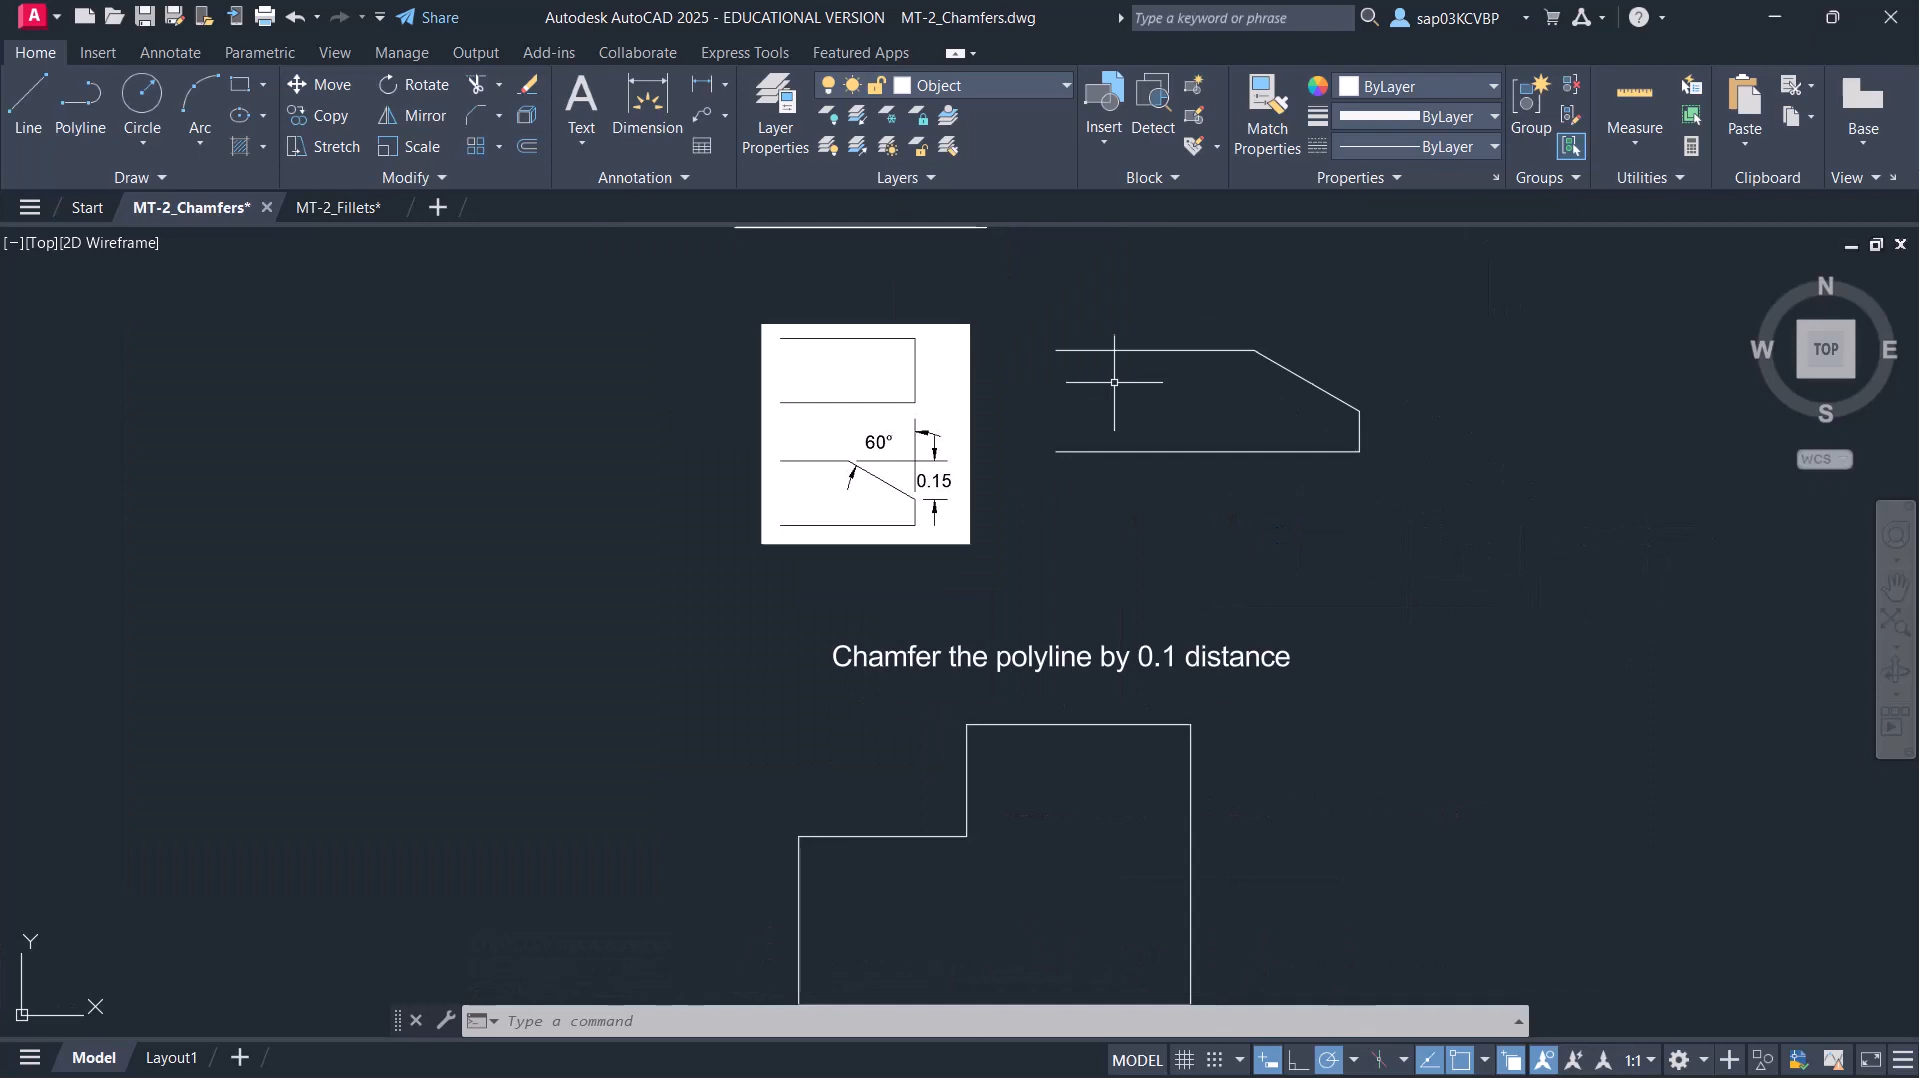 A Share Autodesk AutoCAD 2025 - EDUCATIONAL VERSION MT-2_Chamfers.dwg Type a keyword or phrase sap03KCVBP ?
Home Insert Annotate Parametric View Manage Output Add-ins Collaborate Express Tools Featured Apps
Line Polyline Circle Arc
Draw
Move Rotate
Copy Mirror
Stretch Scale
Modify
Text Dimension
Annotation
Layer Properties
Object
Layers
Insert Detect
Block
Match Properties
ByLayer
ByLayer
ByLayer
Properties
Group
Groups
Measure
Utilities
Paste
Clipboard
Base
View
Start MT-2_Chamfers* MT-2_Fillets*
[−][Top][2D Wireframe]
N
W TOP E
S
WCS
60°
0.15
Chamfer the polyline by 0.1 distance
Y
X
Type a command
Model Layout1
MODEL 1:1